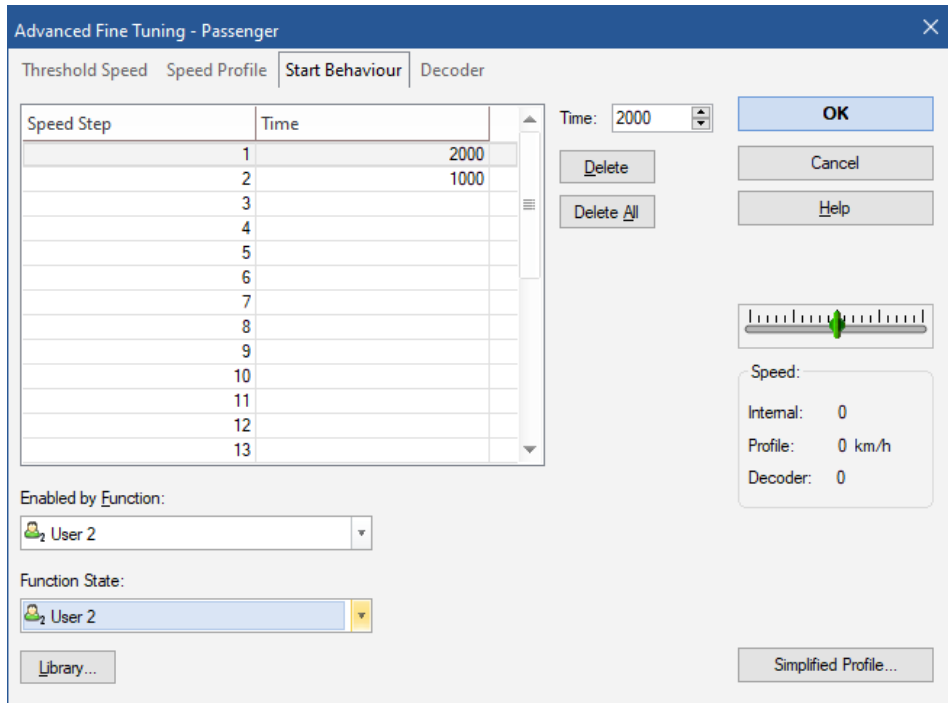 Advanced Fine Tuning - Passenger
Threshold Speed Speed Profile Start Behaviour Decoder
Speed Step Time
1 2000
2 1000
3
4
5
6
7
8
9
10
11
12
13
Time: 2000
Delete
Delete All
OK
Cancel
Help
Speed:
Internal: 0
Profile: 0 km/h
Decoder: 0
Enabled by Function:
2 User 2
Function State:
2 User 2
Library...
Simplified Profile...